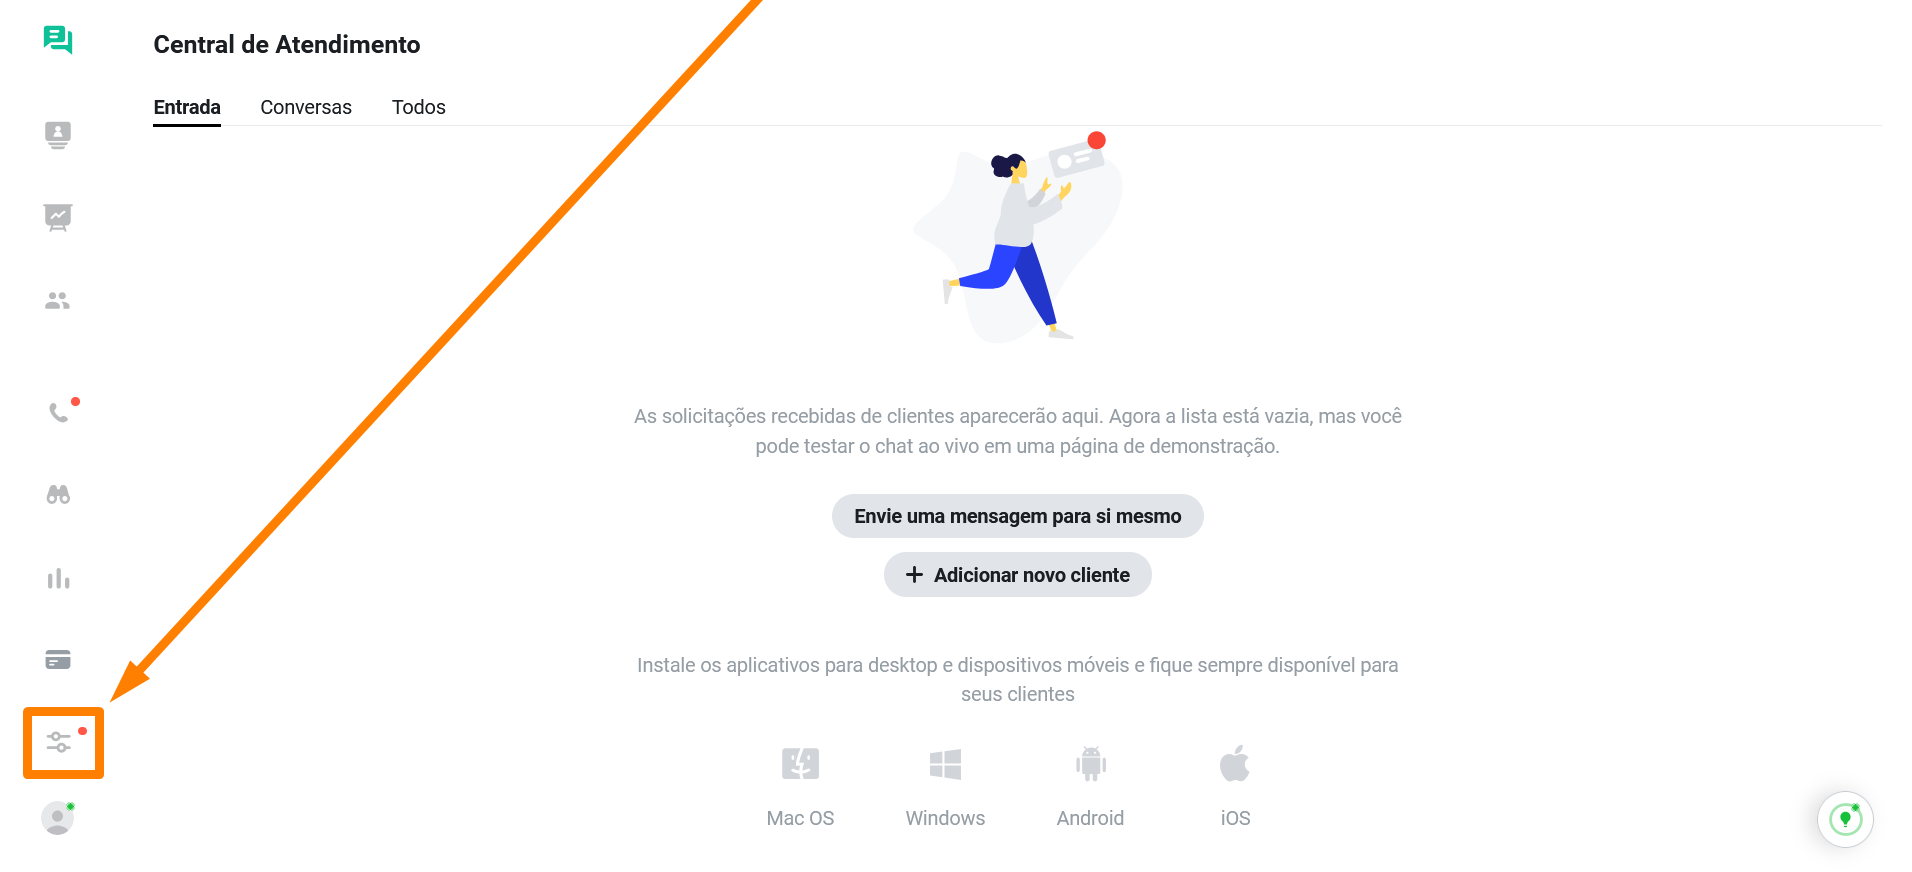 Central de Atendimento
Entrada Conversas Todos
As solicitações recebidas de clientes aparecerão aqui. Agora a lista está vazia, mas você
pode testar o chat ao vivo em uma página de demonstração.
Envie uma mensagem para si mesmo
Adicionar novo cliente
Instale os aplicativos para desktop e dispositivos móveis e fique sempre disponível para
seus clientes
Mac OS Windows Android iOS